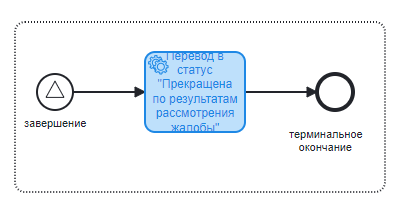 Перевод в
статус
"Прекращена
по результатам
рассмотрения
жалобы"
завершение
терминальное
окончание